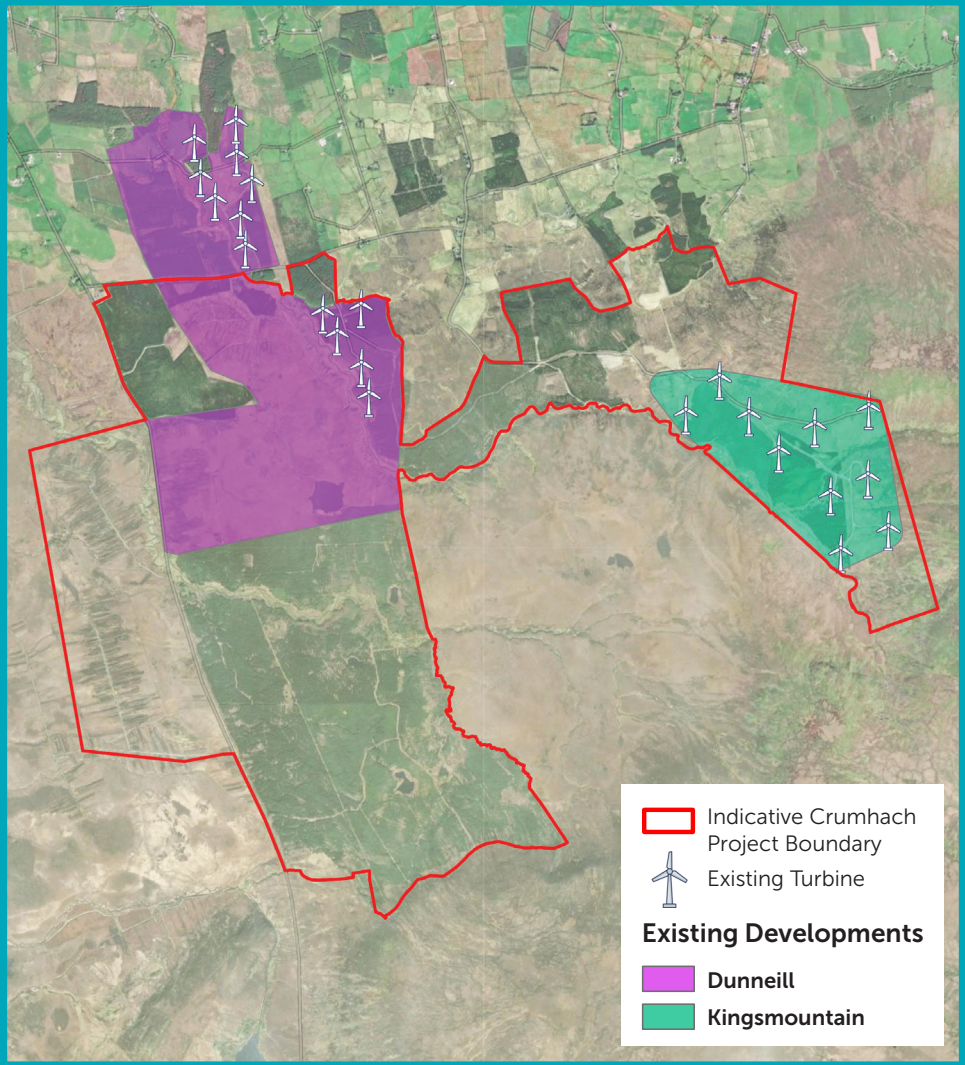 Indicative Crumhach
Project Boundary
Existing Turbine
Existing Developments
Dunneill
Kingsmountain